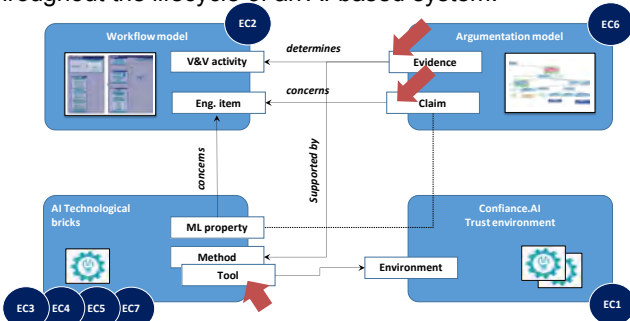 throughout the lifecycle of an AI-based system.
Workflow model
EC2
V&V activity
Eng. item
determines
concerns
Argumentation model
EC6
Evidence
Claim
concerns
Supported by
AI Technological
bricks
ML property
Method
Tool
EC3
EC4
EC5
EC7
Confiance.AI
Trust environment
Environment
EC1